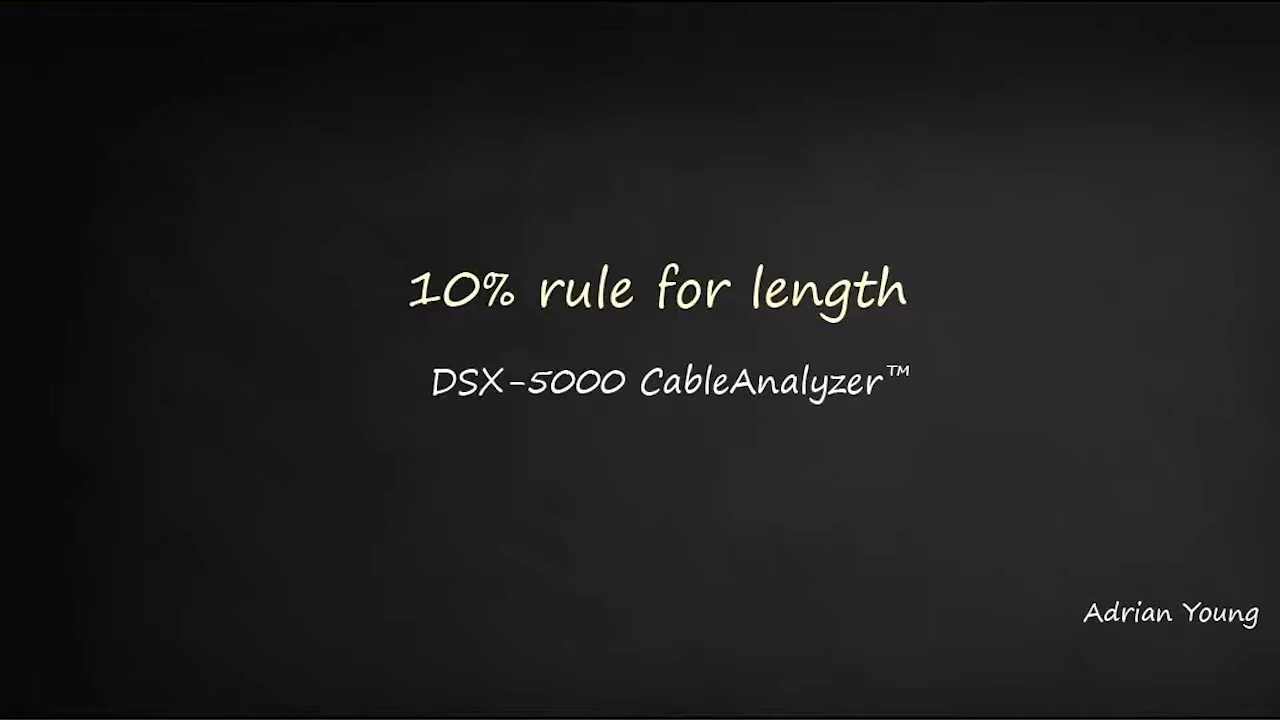 10% rule for length
DSX-5000 CableAnalyzer™
Adrian Young